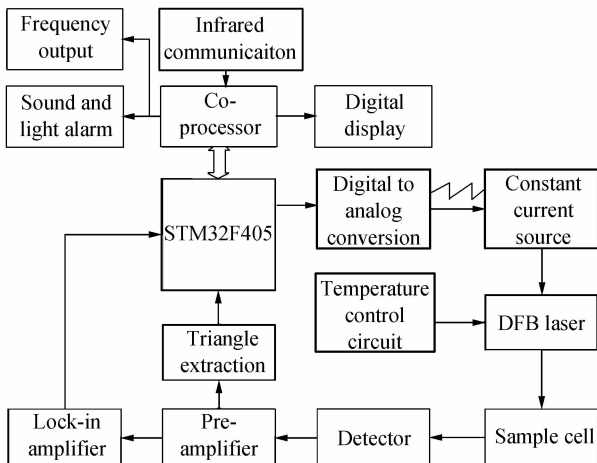 Frequency
output
Infrared
communicaiton
Sound and
light alarm
Co-
processor
Digital
display
STM32F405
Digital to
analog
conversion
Constant
current
source
Temperature
control
circuit
DFB laser
Triangle
extraction
Lock-in
amplifier
Pre-
amplifier
Detector
Sample cell